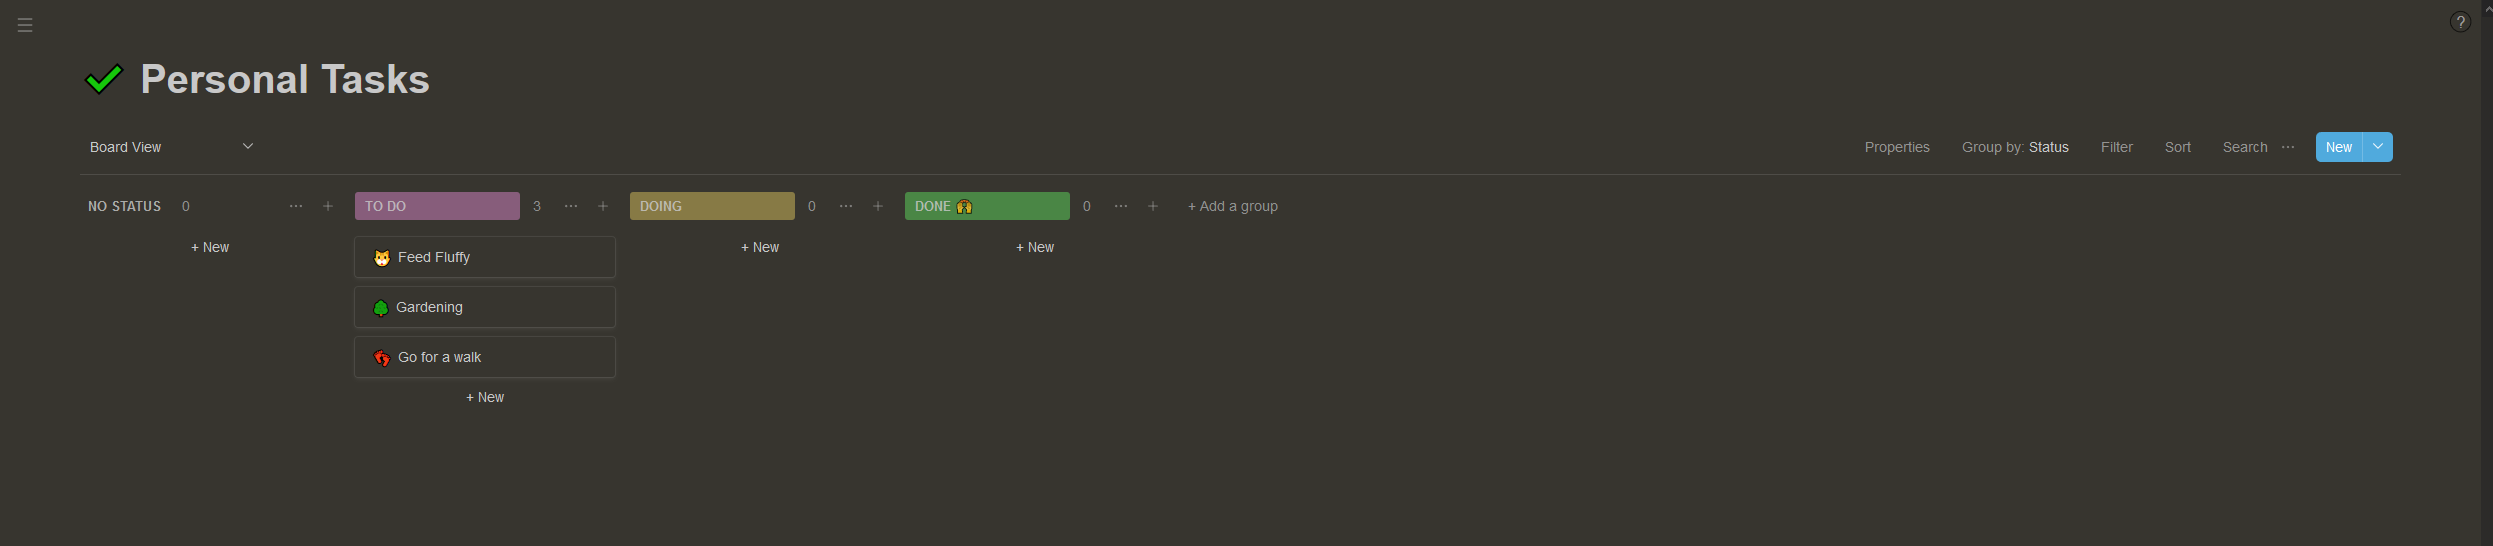 ?
Personal Tasks
Board View
Properties Group by: Status Filter Sort Search ··· New
NO STATUS 0 ··· + TO DO 3 ··· + DOING 0 ··· + DONE 0 ··· + + Add a group
+ New
Feed Fluffy
Gardening
Go for a walk
+ New
+ New
+ New